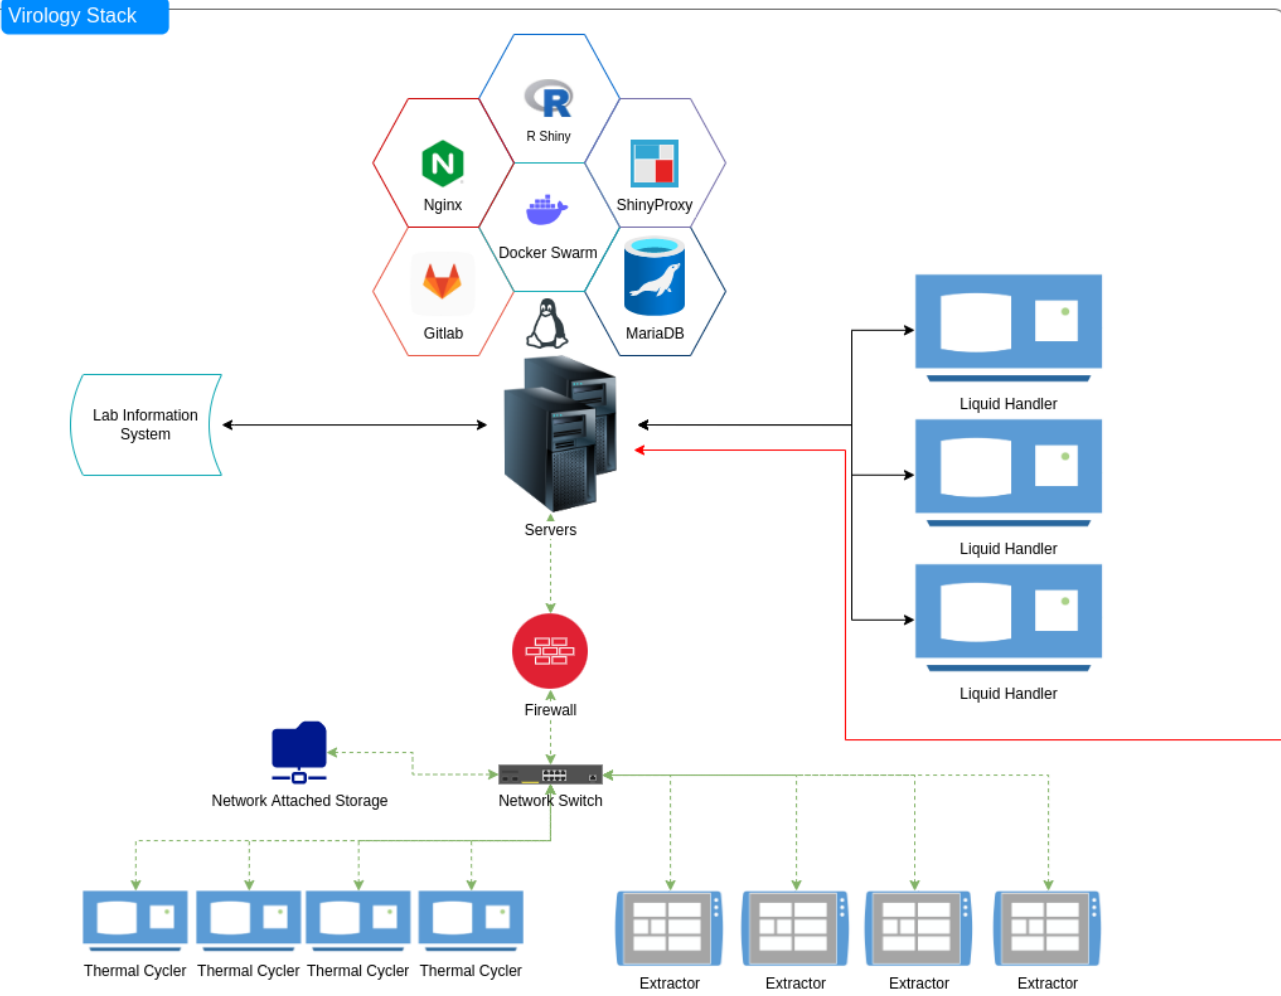 Virology Stack
R Shiny
Nginx
ShinyProxy
Docker Swarm
Gitlab
MariaDB
Lab Information
System
Servers
Liquid Handler
Liquid Handler
Liquid Handler
Firewall
Network Attached Storage
Network Switch
Thermal Cycler
Thermal Cycler
Thermal Cycler
Thermal Cycler
Extractor
Extractor
Extractor
Extractor